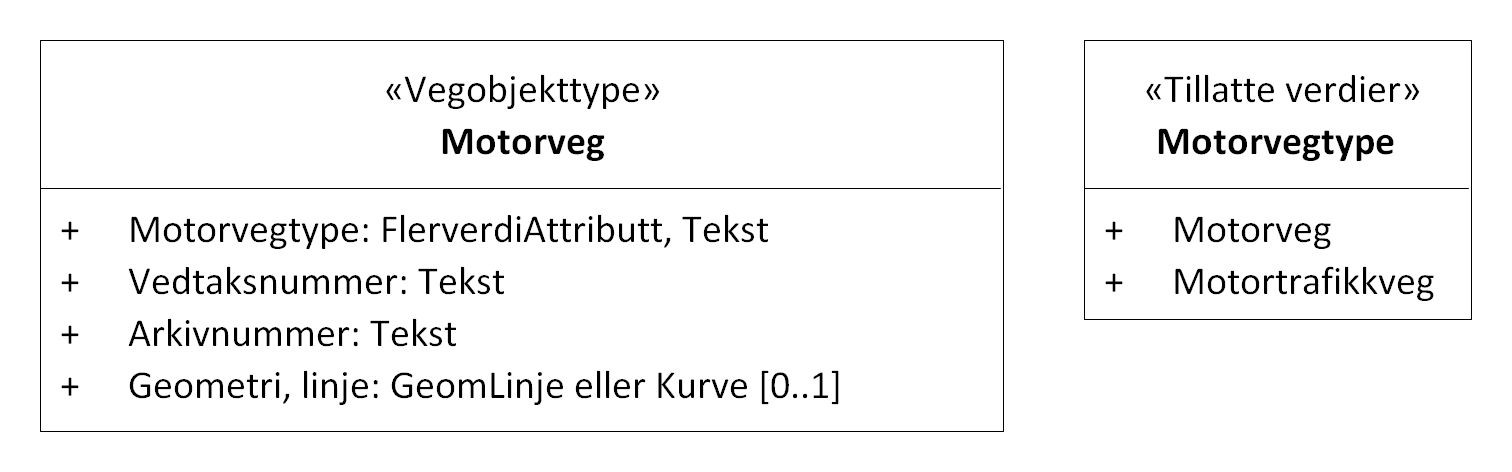 «Vegobjekttype»
Motorveg
+ Motorvegtype: FlerverdiAttributt, Tekst
+ Vedtaksnummer: Tekst
+ Arkivnummer: Tekst
+ Geometri, linje: GeomLinje eller Kurve [0..1]
«Tillatte verdier»
Motorvegtype
+ Motorveg
+ Motortrafikkveg